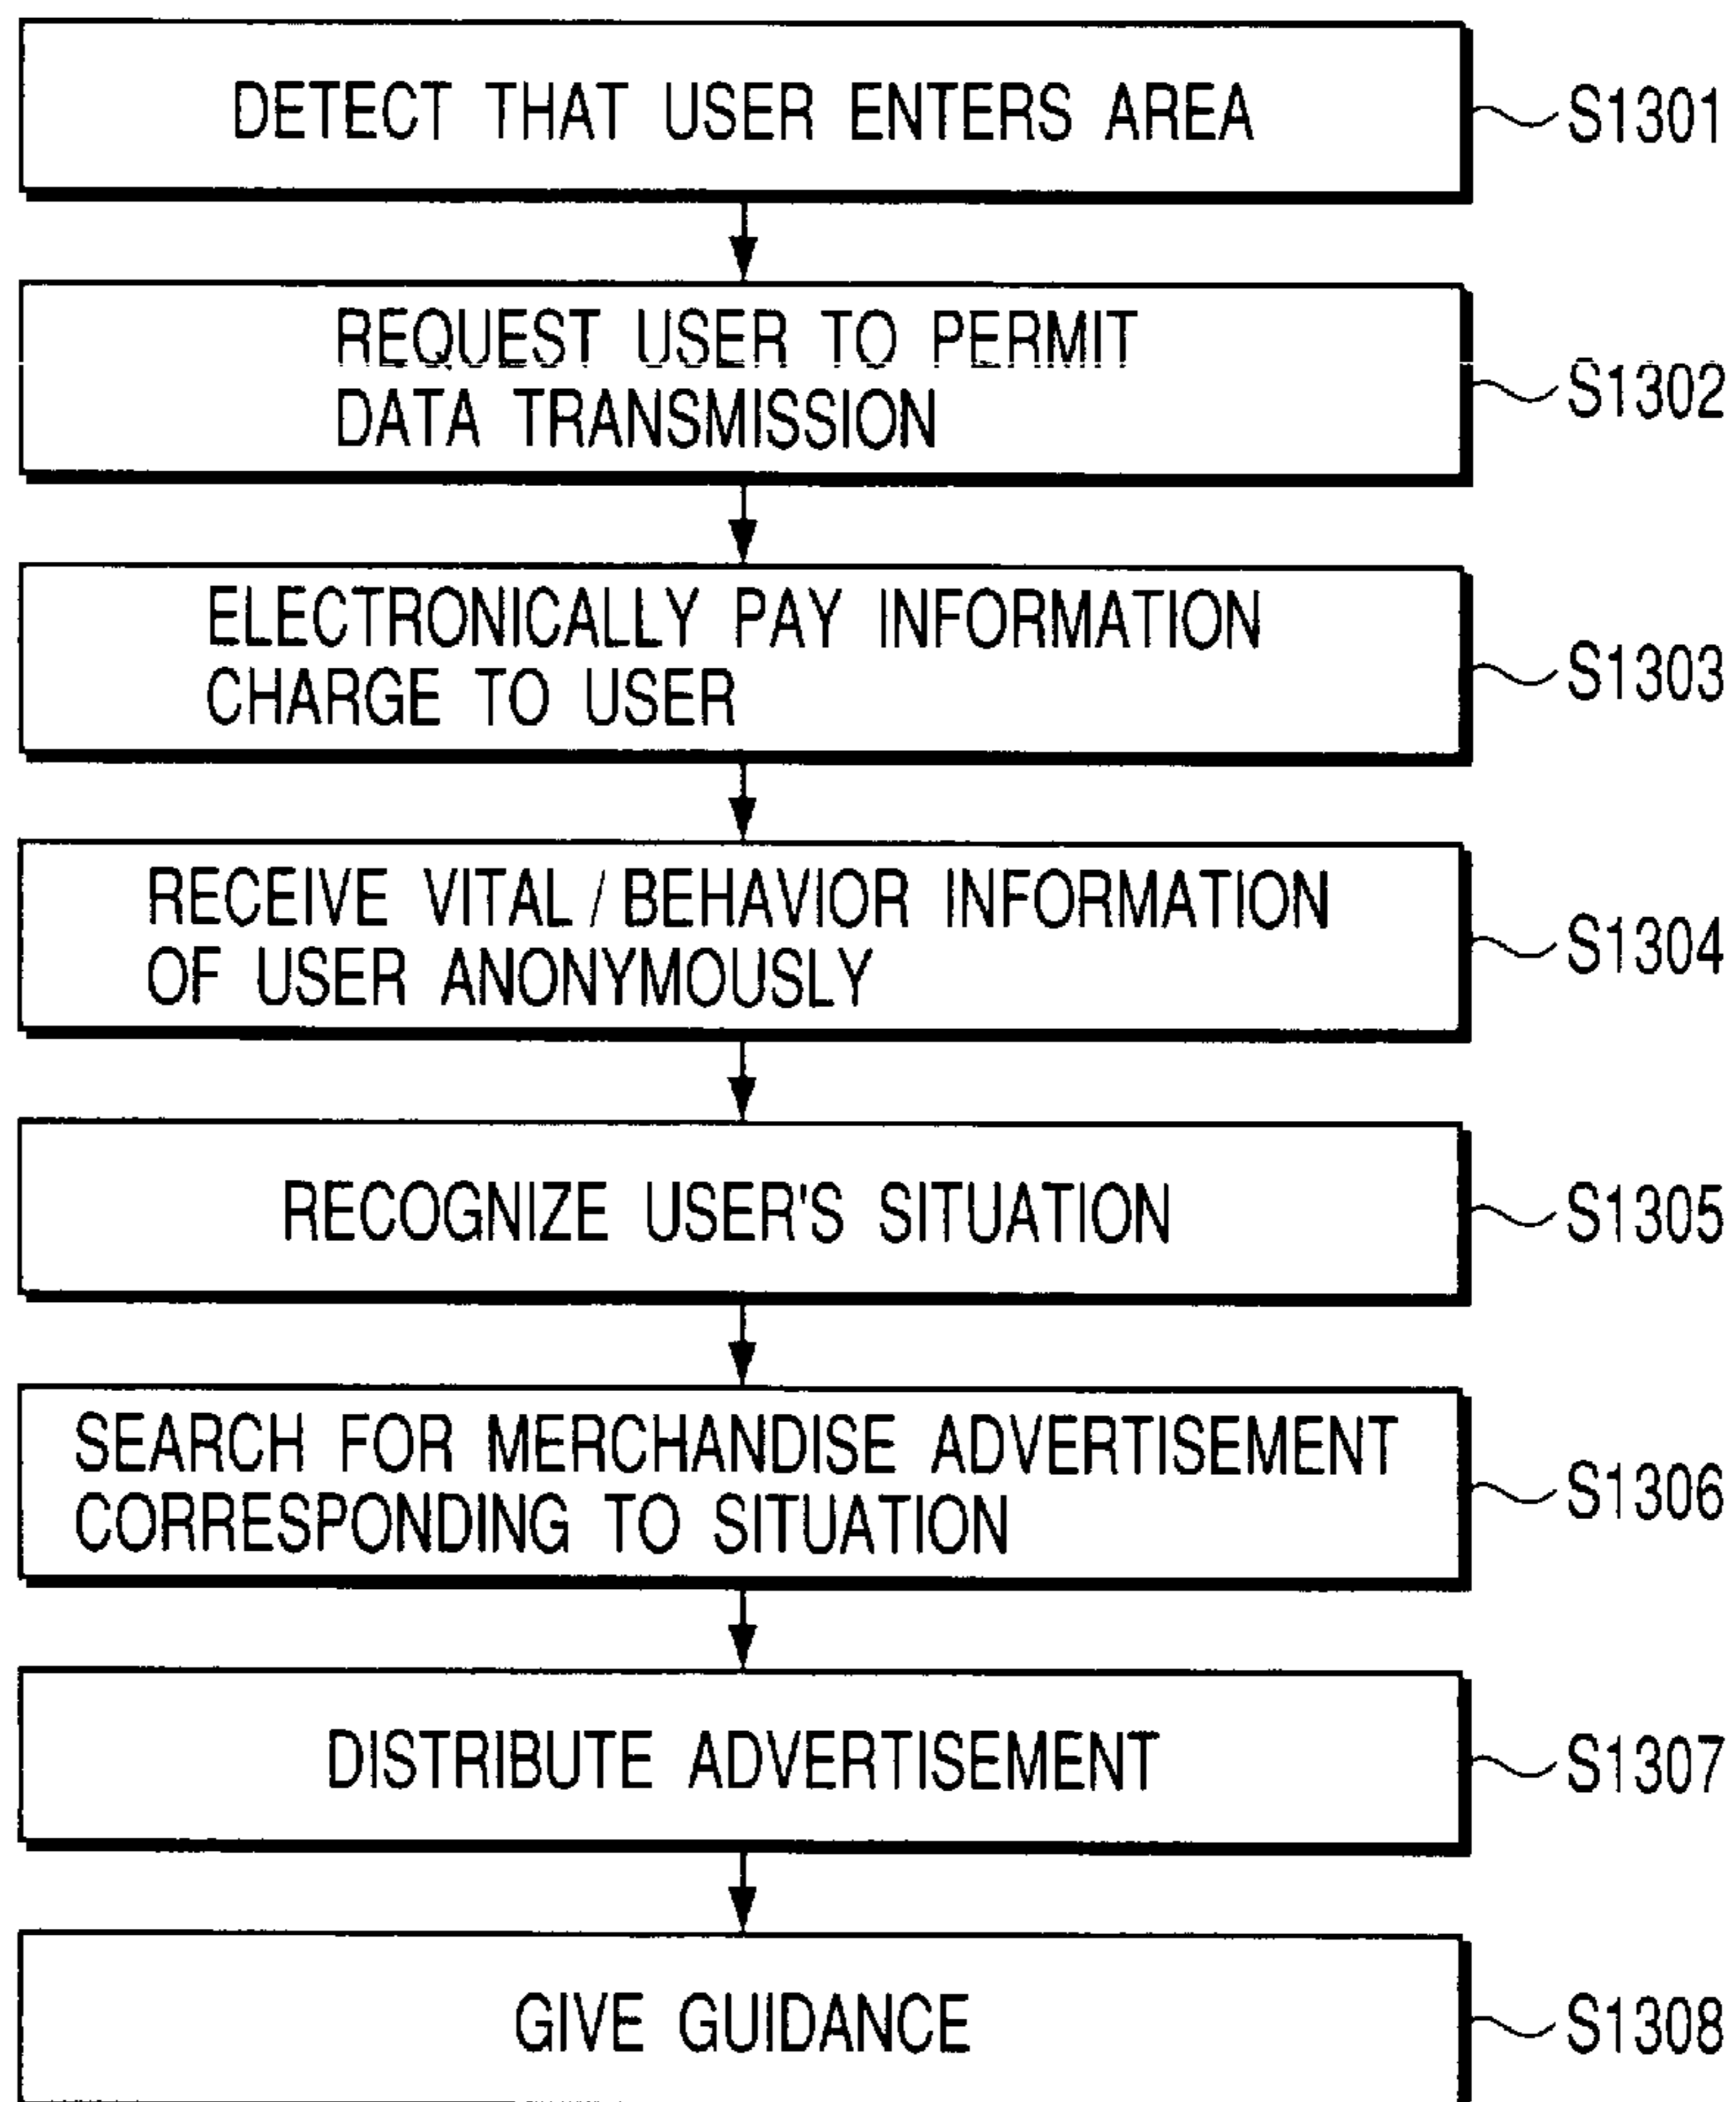 DETECT THAT USER ENTERS AREA
S1301
REQUEST USER TO PERMIT
DATA TRANSMISSION
S1302
ELECTRONICALLY PAY INFORMATION
CHARGE TO USER
S1303
RECEIVE VITAL/BEHAVIOR INFORMATION
OF USER ANONYMOUSLY
S1304
RECOGNIZE USER'S SITUATION
S1305
SEARCH FOR MERCHANDISE ADVERTISEMENT
CORRESPONDING TO SITUATION
S1306
DISTRIBUTE ADVERTISEMENT
S1307
GIVE GUIDANCE
S1308